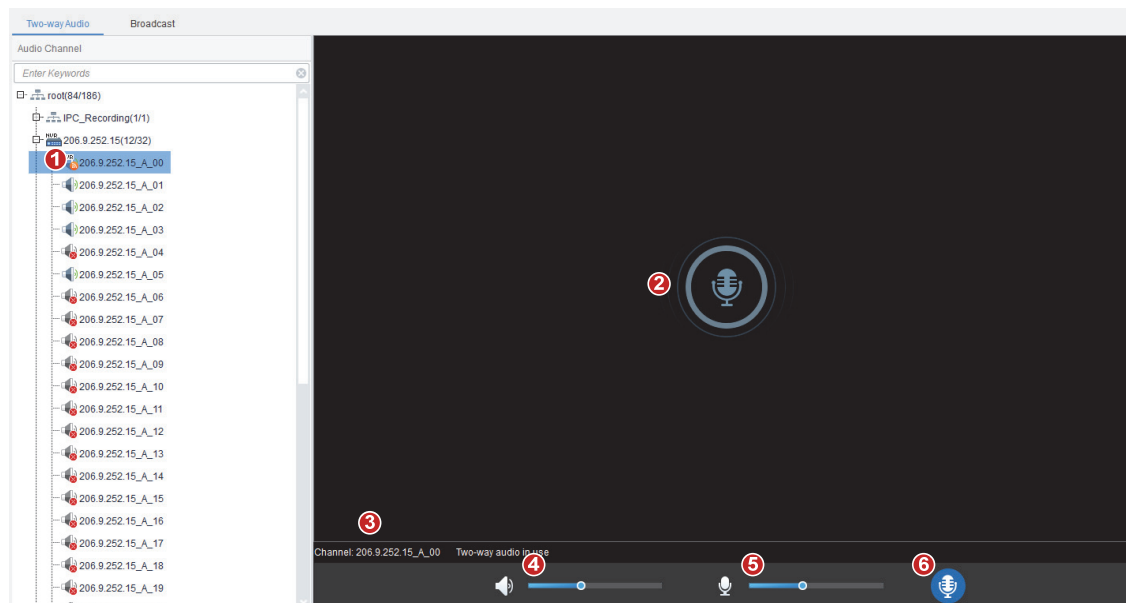 Two-way Audio Broadcast
Audio Channel
Enter Keywords
root(84/186)
IPC_Recording(1/1)
NVR
206.9.252.15(12/32)
1
206.9.252.15_A_00
206.9.252.15_A_01
206.9.252.15_A_02
206.9.252.15_A_03
206.9.252.15_A_04
206.9.252.15_A_05
206.9.252.15_A_06
206.9.252.15_A_07
206.9.252.15_A_08
206.9.252.15_A_09
206.9.252.15_A_10
206.9.252.15_A_11
206.9.252.15_A_12
206.9.252.15_A_13
206.9.252.15_A_14
206.9.252.15_A_15
206.9.252.15_A_16
206.9.252.15_A_17
206.9.252.15_A_18
206.9.252.15_A_19
2
3
Channel: 206.9.252.15_A_00 Two-way audio in use
4
5
6